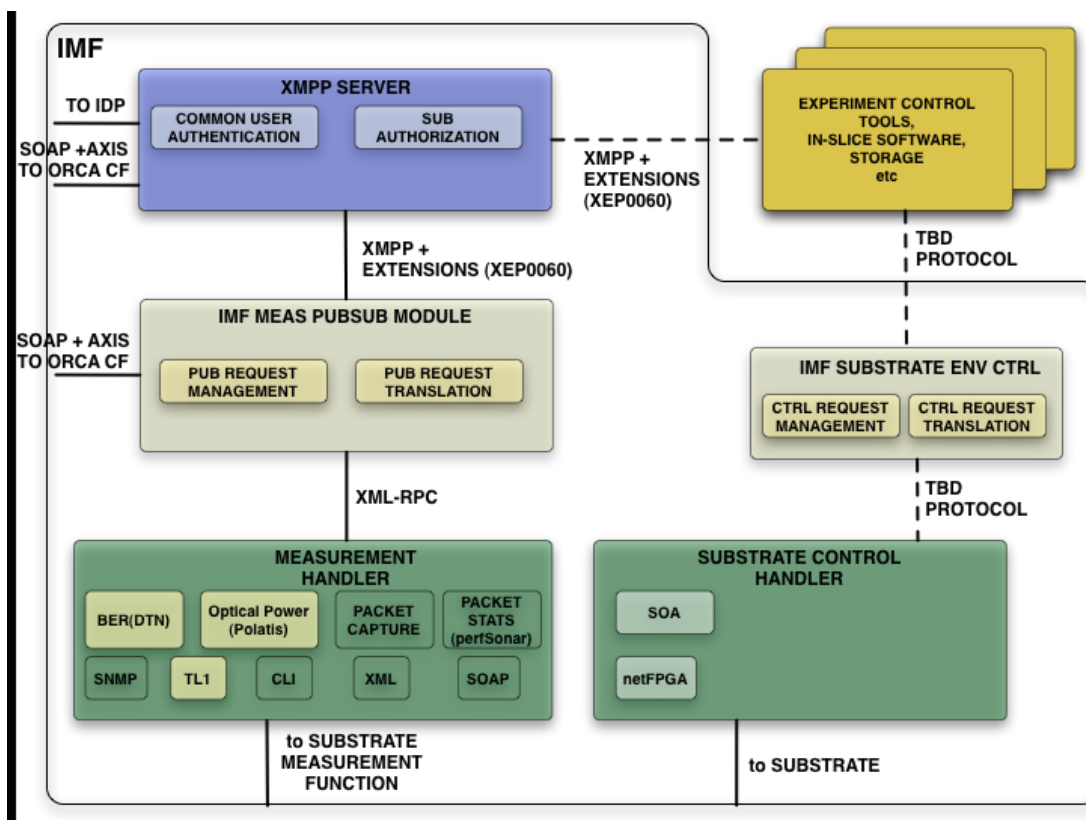 IMF
XMPP SERVER
COMMON USER
AUTHENTICATION
SUB
AUTHORIZATION
TO IDP
SOAP +AXIS
TO ORCA CF
XMPP +
EXTENSIONS
(XEP0060)
EXPERIMENT CONTROL
TOOLS,
IN-SLICE SOFTWARE,
STORAGE
etc
XMPP +
EXTENSIONS (XEP0060)
TBD
PROTOCOL
IMF MEAS PUBSUB MODULE
SOAP + AXIS
TO ORCA CF
PUB REQUEST
MANAGEMENT
PUB REQUEST
TRANSLATION
IMF SUBSTRATE ENV CTRL
CTRL REQUEST
MANAGEMENT
CTRL REQUEST
TRANSLATION
XML-RPC
TBD
PROTOCOL
MEASUREMENT
HANDLER
BER(DTN)
Optical Power
(Polatis)
PACKET
CAPTURE
PACKET
STATS
(perfSonar)
SNMP
TL1
CLI
XML
SOAP
SUBSTRATE CONTROL
HANDLER
SOA
netFPGA
to SUBSTRATE
MEASUREMENT
FUNCTION
to SUBSTRATE